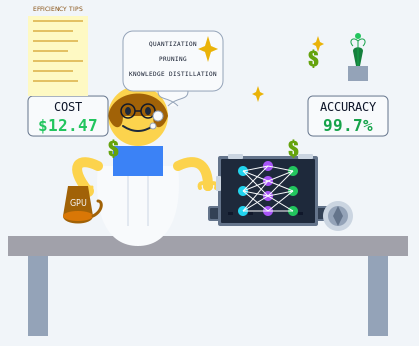 EFFICIENCY TIPS
QUANTIZATION
PRUNING
KNOWLEDGE DISTILLATION
COST
$12.47
ACCURACY
99.7%
$
$
$
GPU